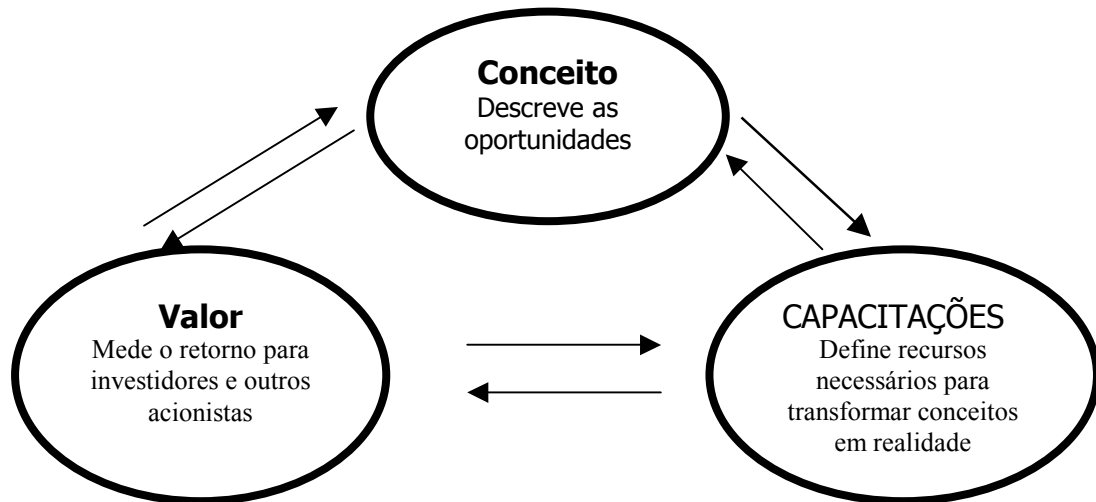 Conceito
Descreve as
oportunidades
Valor
Mede o retorno para
investidores e outros
acionistas
CAPACITAÇÕES
Define recursos
necessários para
transformar conceitos
em realidade